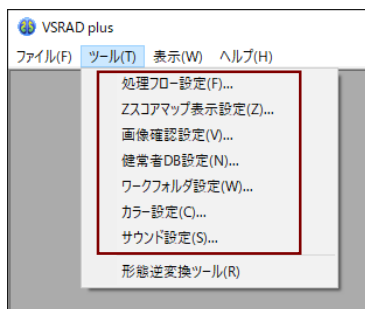 VSRAD plus
ファイル(F) ツール(T) 表示(W) ヘルプ(H)
処理フロー設定(F)...
Zスコアマップ表示設定(Z)...
画像確認設定(V)...
健常者DB設定(N)...
ワークフォルダ設定(W)...
カラー設定(C)...
サウンド設定(S)...
形態逆変換ツール(R)